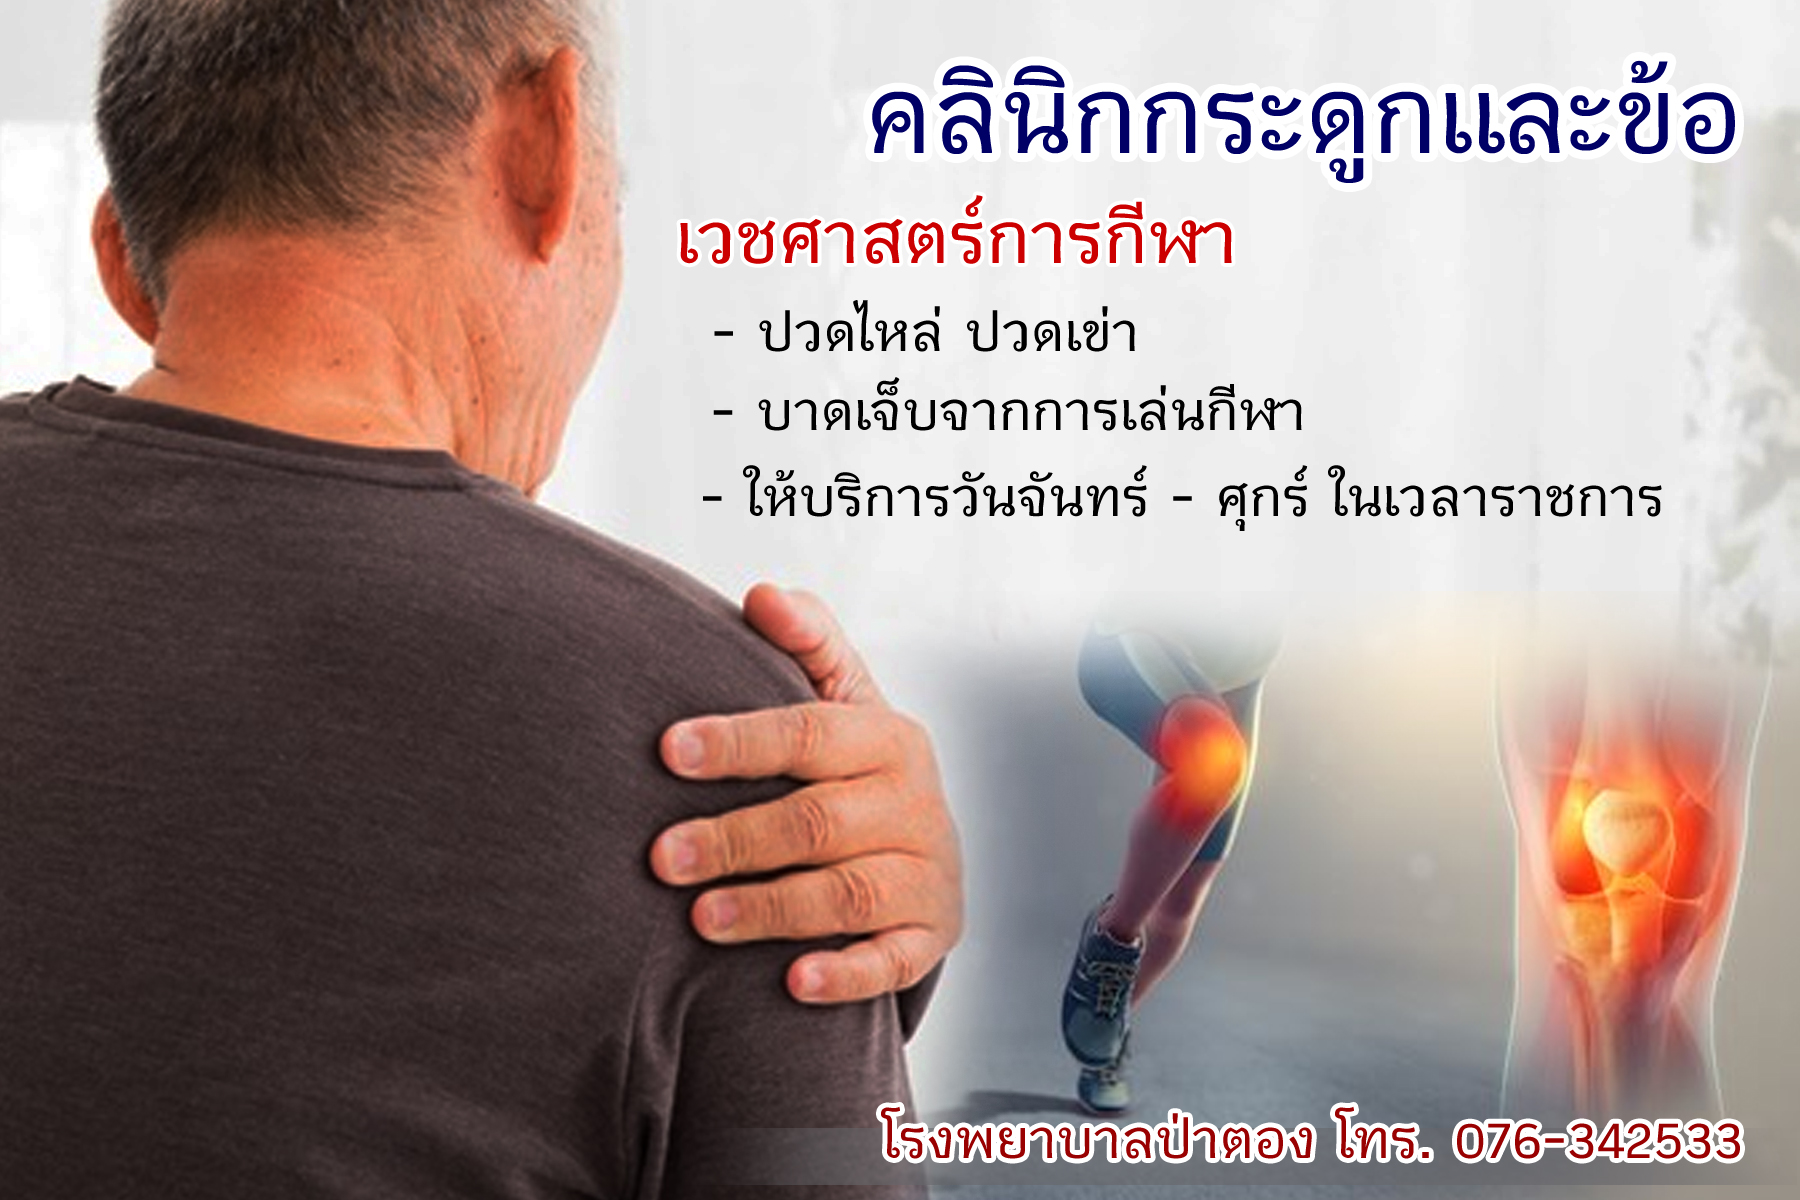 คลินิกกระดูกและข้อ
เวชศาสตร์การกีฬา
- ปวดไหล่ ปวดเข่า
- บาดเจ็บจากการเล่นกีฬา
- ให้บริการวันจันทร์ - ศุกร์ ในเวลาราชการ
โรงพยาบาลป่าตอง โทร. 076-342533